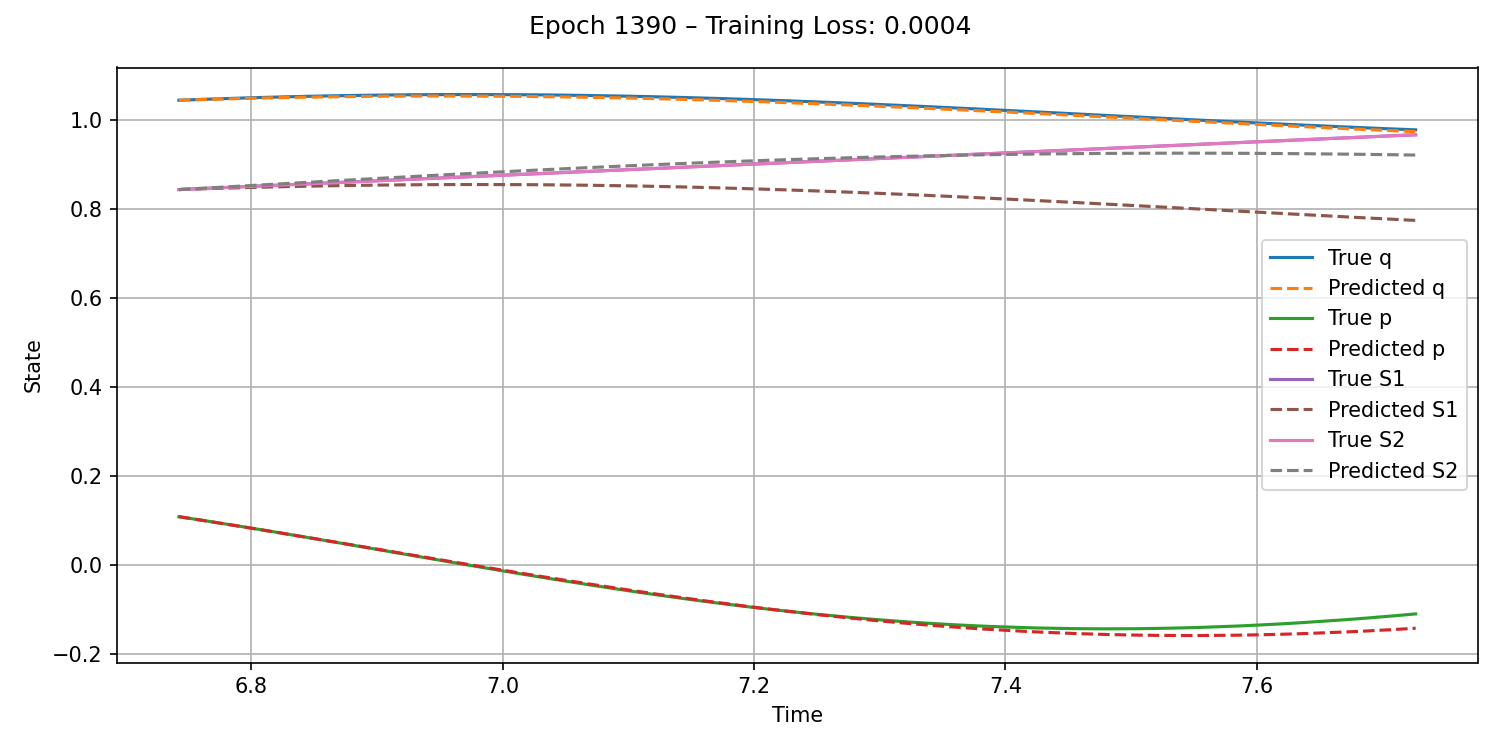 Epoch 1390 – Training Loss: 0.0004
1.0
0.8
0.6
0.4
0.2
0.0
−0.2
State
6.8 7.0 7.2 7.4 7.6
Time
True q
Predicted q
True p
Predicted p
True S1
Predicted S1
True S2
Predicted S2